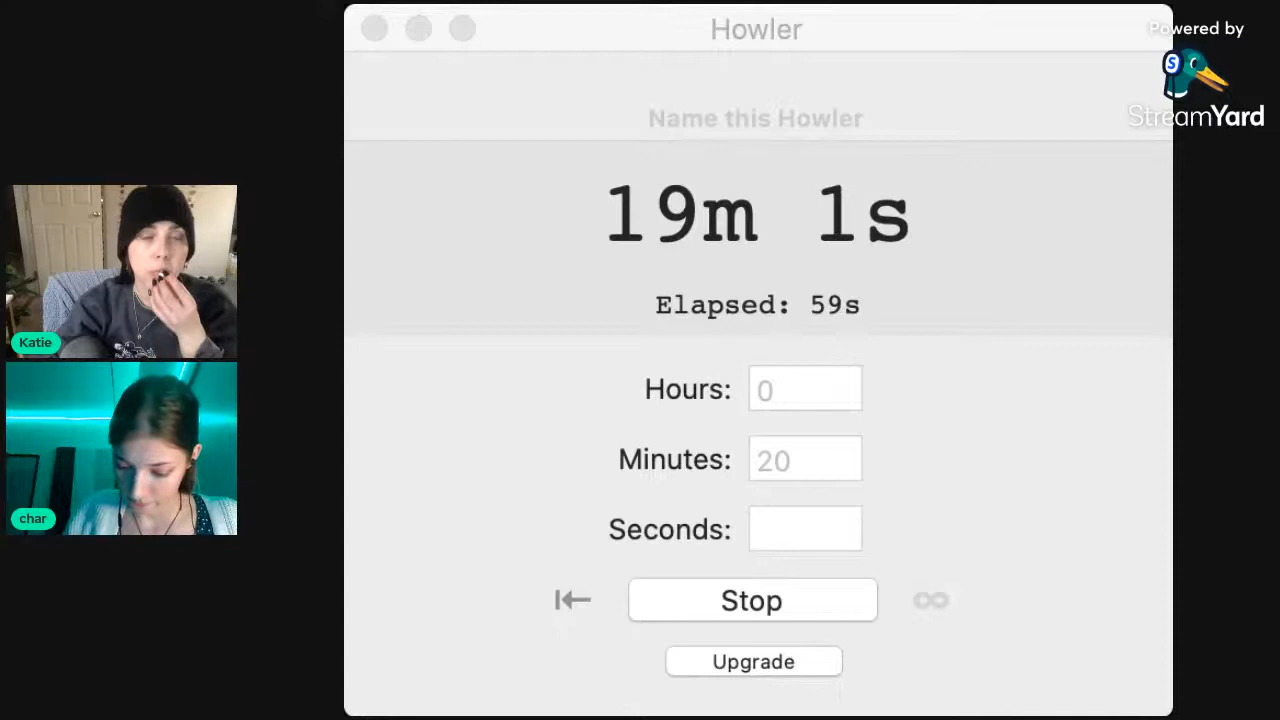 Howler
Powered by
StreamYard
Name this Howler
19m 1s
Elapsed: 59s
Katie
char
Hours: 0
Minutes: 20
Seconds:
Stop
Upgrade